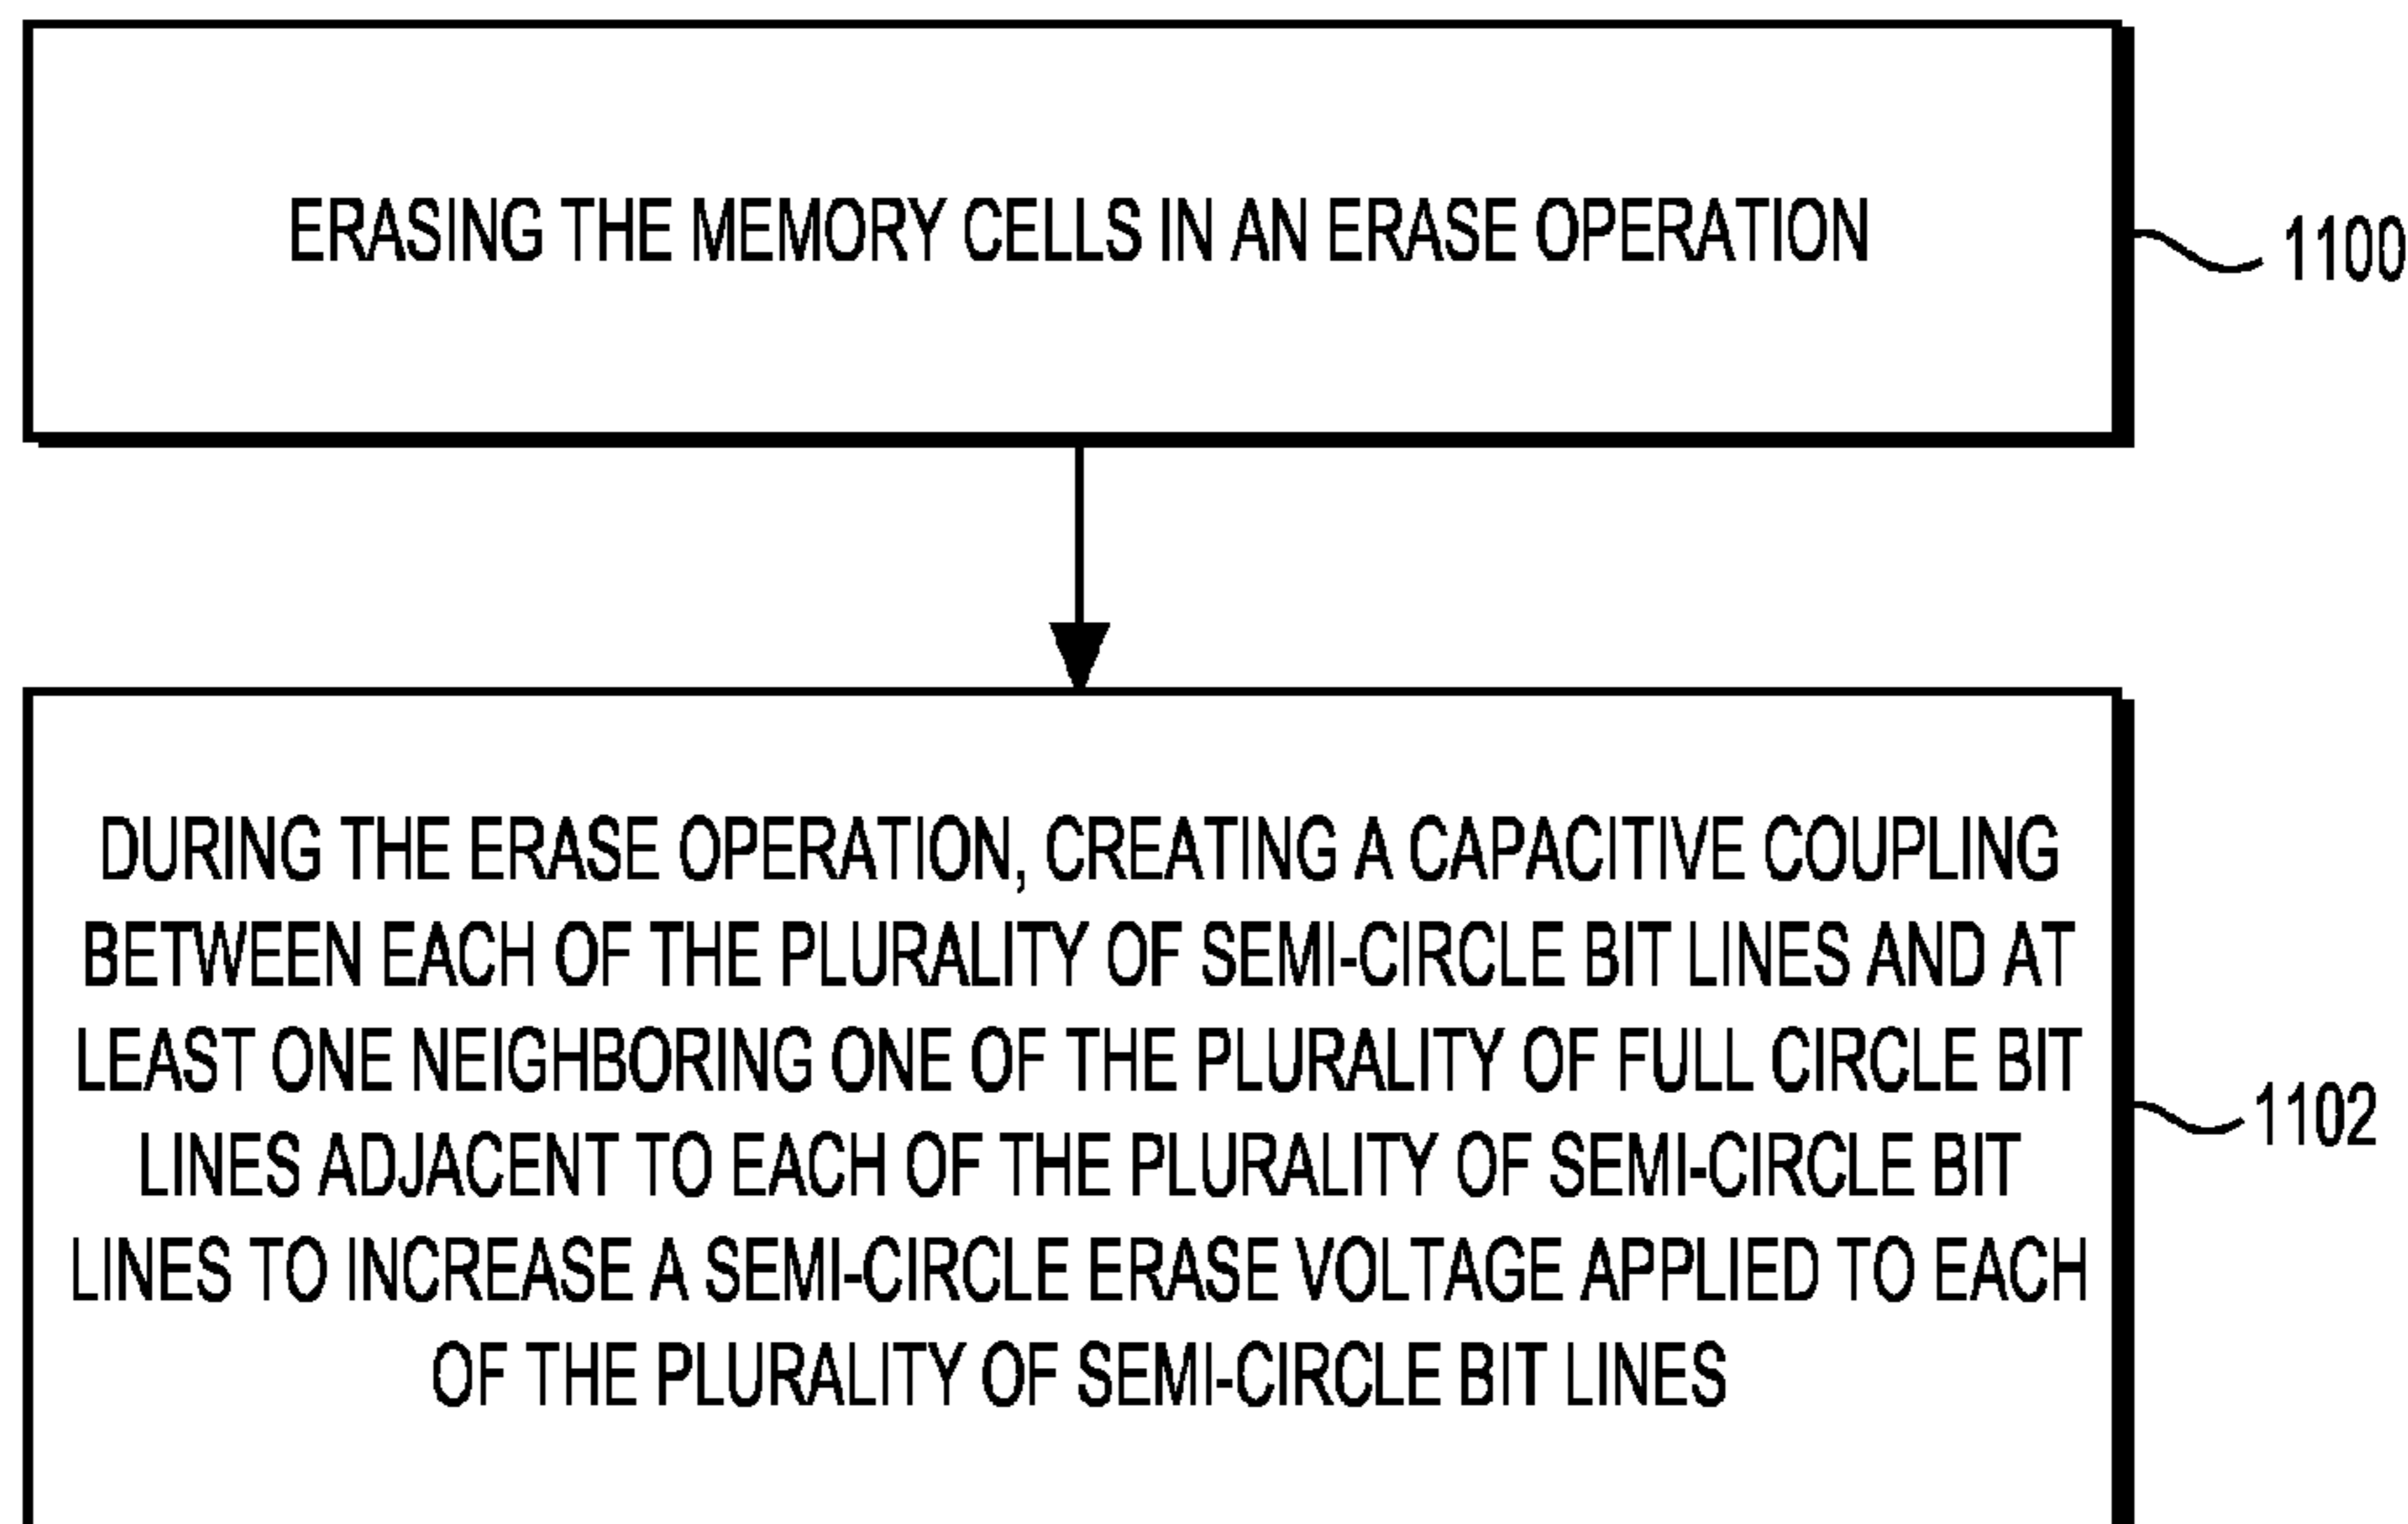 ERASING THE MEMORY CELLS IN AN ERASE OPERATION
1100
DURING THE ERASE OPERATION, CREATING A CAPACITIVE COUPLING
BETWEEN EACH OF THE PLURALITY OF SEMI-CIRCLE BIT LINES AND AT
LEAST ONE NEIGHBORING ONE OF THE PLURALITY OF FULL CIRCLE BIT
LINES ADJACENT TO EACH OF THE PLURALITY OF SEMI-CIRCLE BIT
LINES TO INCREASE A SEMI-CIRCLE ERASE VOLTAGE APPLIED TO EACH
OF THE PLURALITY OF SEMI-CIRCLE BIT LINES
1102